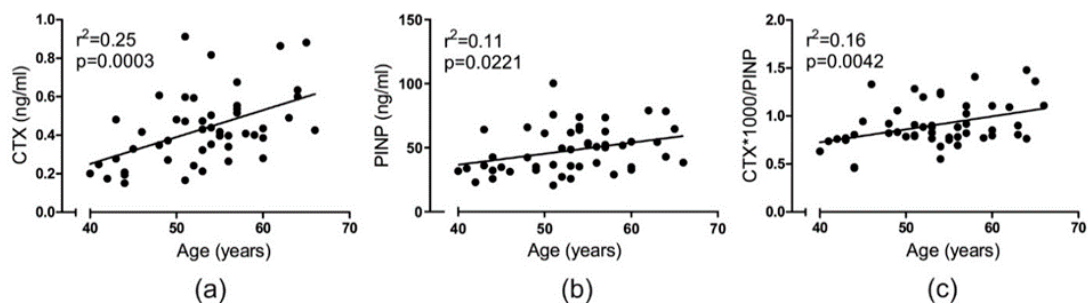 r²=0.25
p=0.0003
CTX (ng/ml)
1.0
0.8
0.6
0.4
0.2
0.0
40 50 60 70
Age (years)
(a)
r²=0.11
p=0.0221
PINP (ng/ml)
150
100
50
0
40 50 60 70
Age (years)
(b)
r²=0.16
p=0.0042
CTX*1000/PINP
2.0
1.5
1.0
0.5
0.0
40 50 60 70
Age (years)
(c)